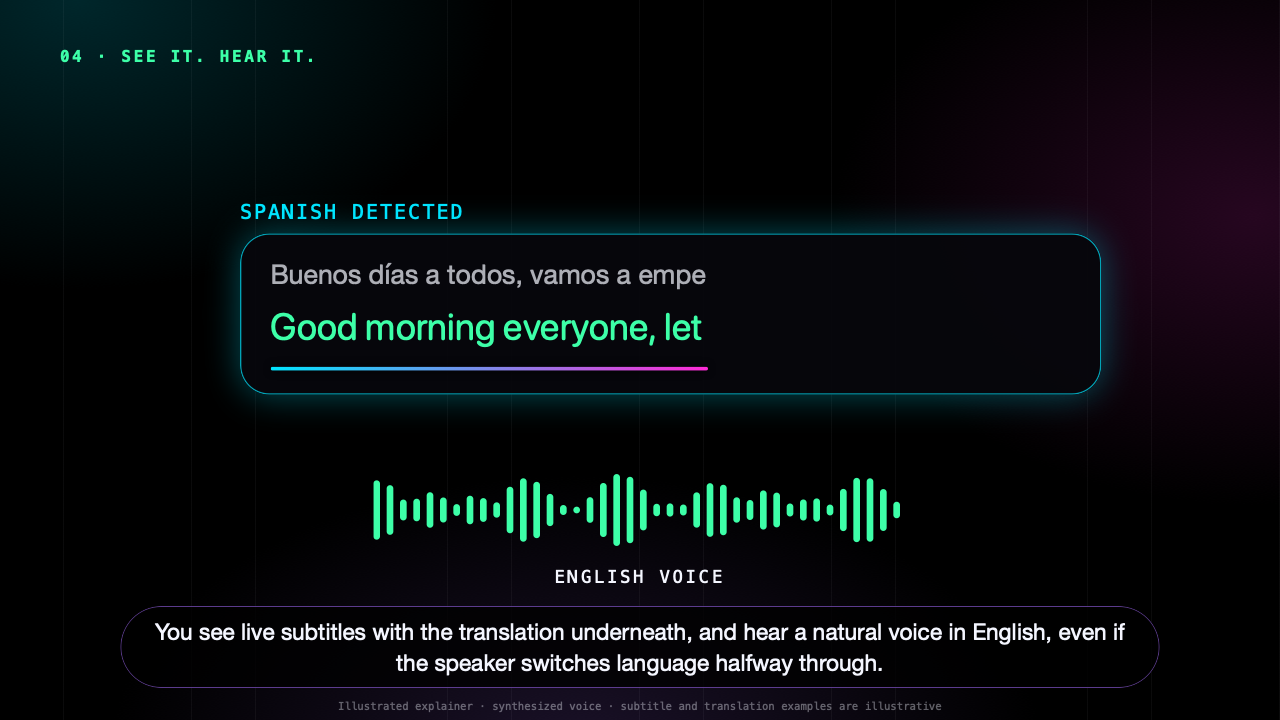 04 · SEE IT. HEAR IT.
SPANISH DETECTED
Buenos días a todos, vamos a empe
Good morning everyone, let
ENGLISH VOICE
You see live subtitles with the translation underneath, and hear a natural voice in English, even if
the speaker switches language halfway through.
Illustrated explainer · synthesized voice · subtitle and translation examples are illustrative